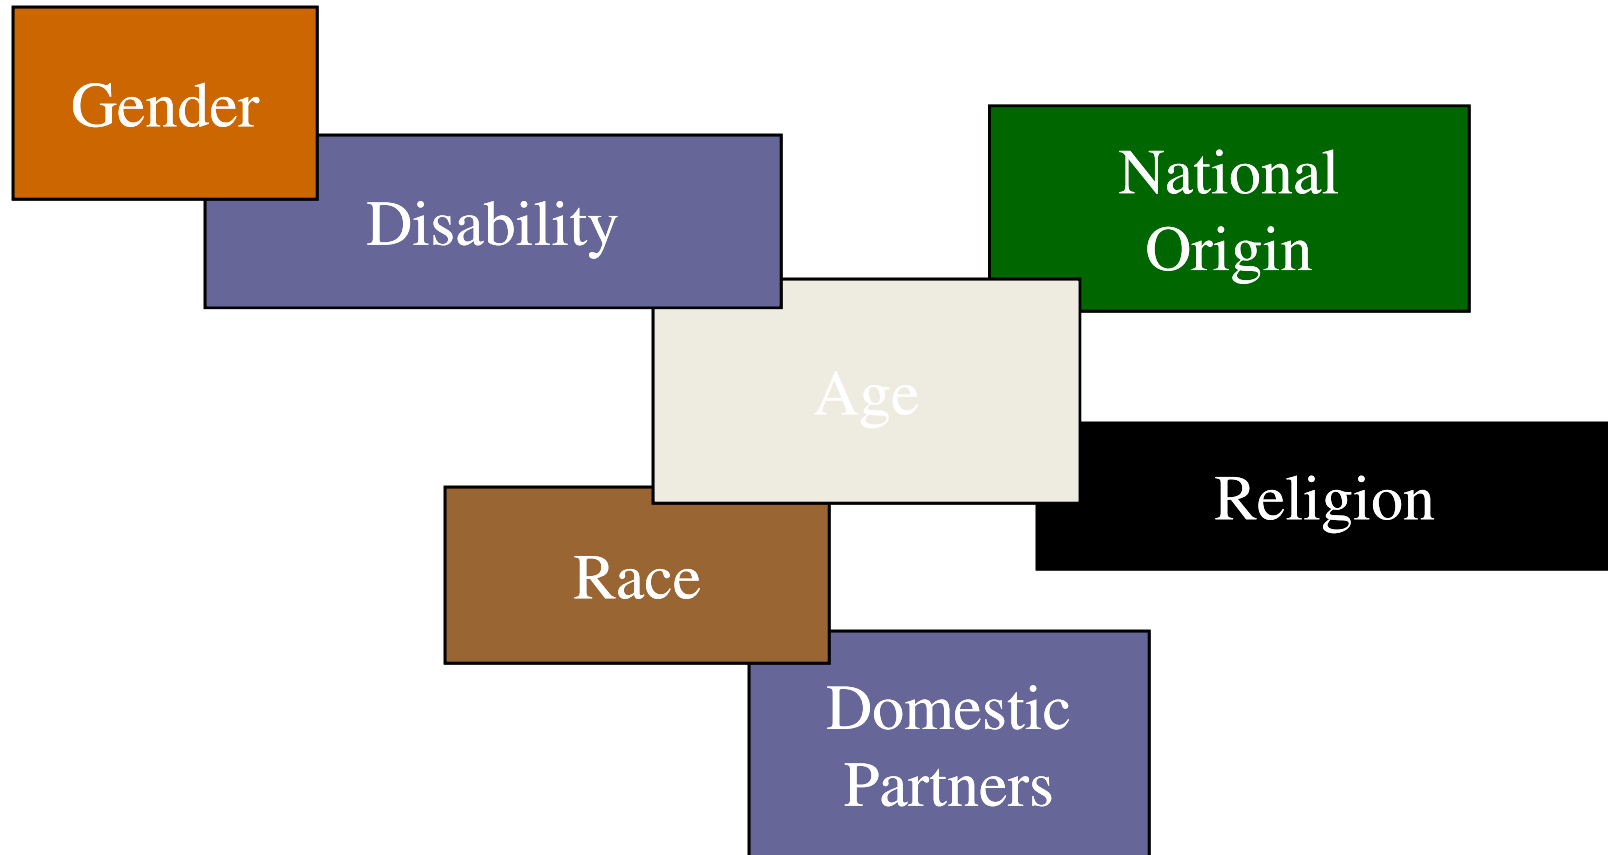 Gender
Disability
National
Origin
Age
Religion
Race
Domestic
Partners